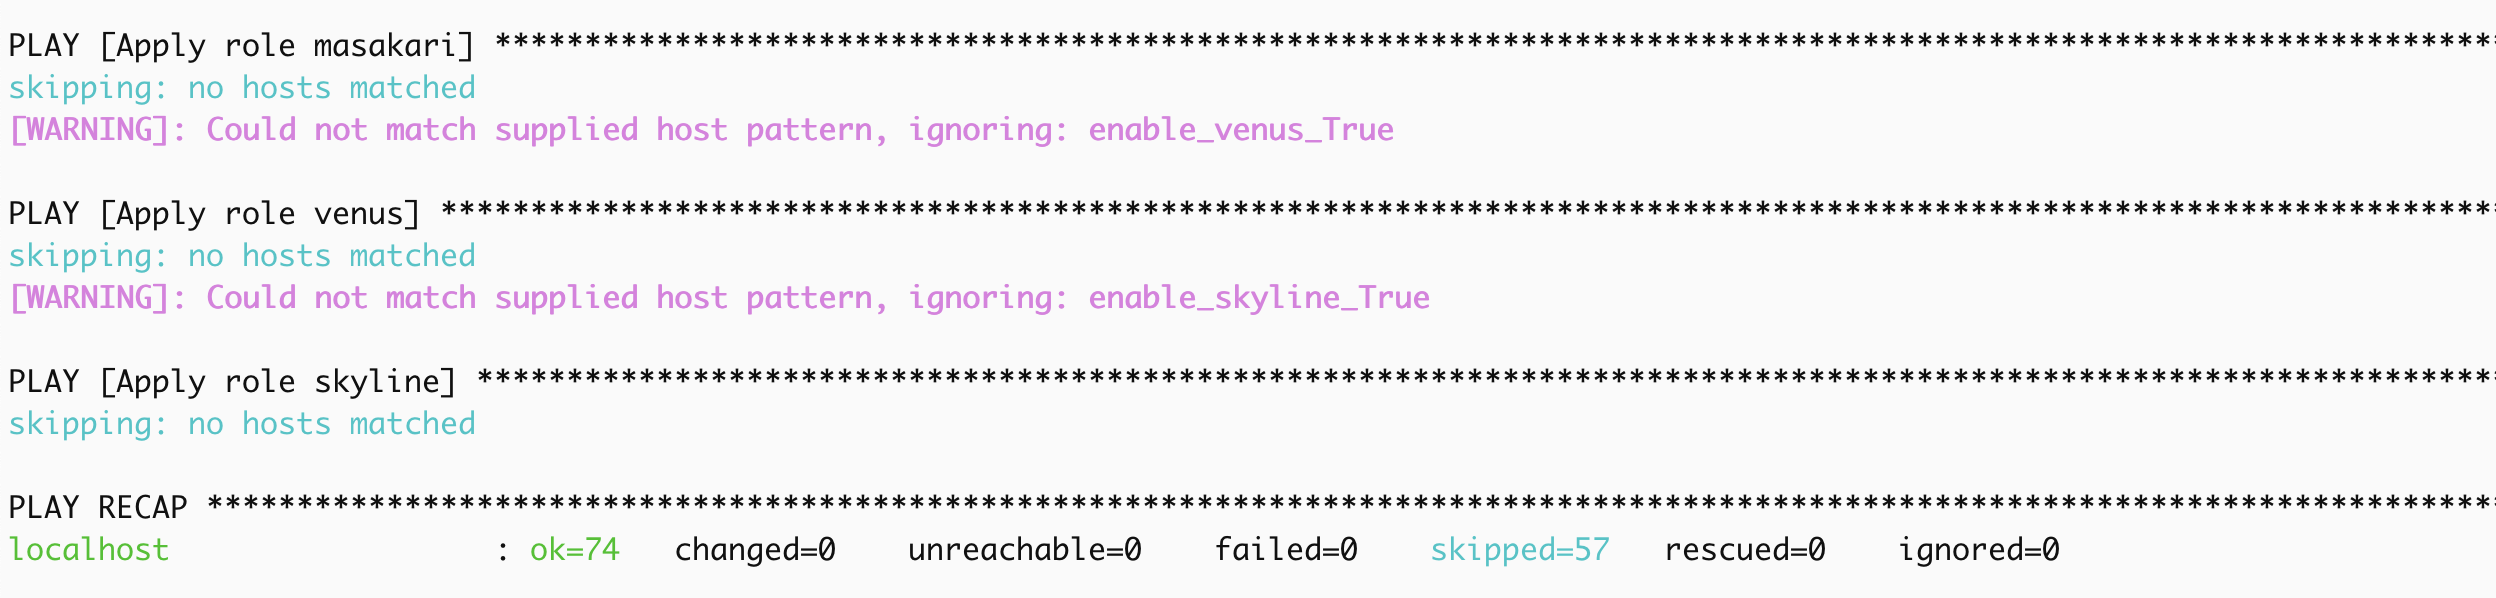 PLAY [Apply role masakari] ***************************************************************************************************************
skipping: no hosts matched
[WARNING]: Could not match supplied host pattern, ignoring: enable_venus_True
PLAY [Apply role venus] ******************************************************************************************************************
skipping: no hosts matched
[WARNING]: Could not match supplied host pattern, ignoring: enable_skyline_True
PLAY [Apply role skyline] ****************************************************************************************************************
skipping: no hosts matched
PLAY RECAP *******************************************************************************************************************************
localhost                  : ok=74   changed=0    unreachable=0    failed=0    skipped=57   rescued=0    ignored=0